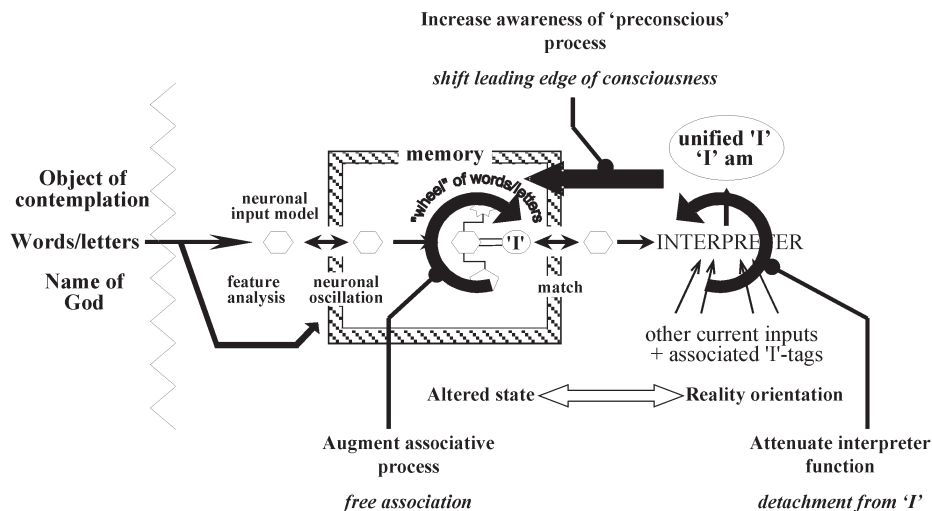 Increase awareness of ‘preconscious’
process
shift leading edge of consciousness
unified 'I'
‘I’ am
memory
"wheel" of words/letters
Object of
contemplation
Words/letters
Name of
God
neuronal
input model
feature
analysis
neuronal
oscillation
'I'
match
INTERPRETER
other current inputs
+ associated 'I'-tags
Altered state
Reality orientation
Augment associative
process
free association
Attenuate interpreter
function
detachment from ‘I’